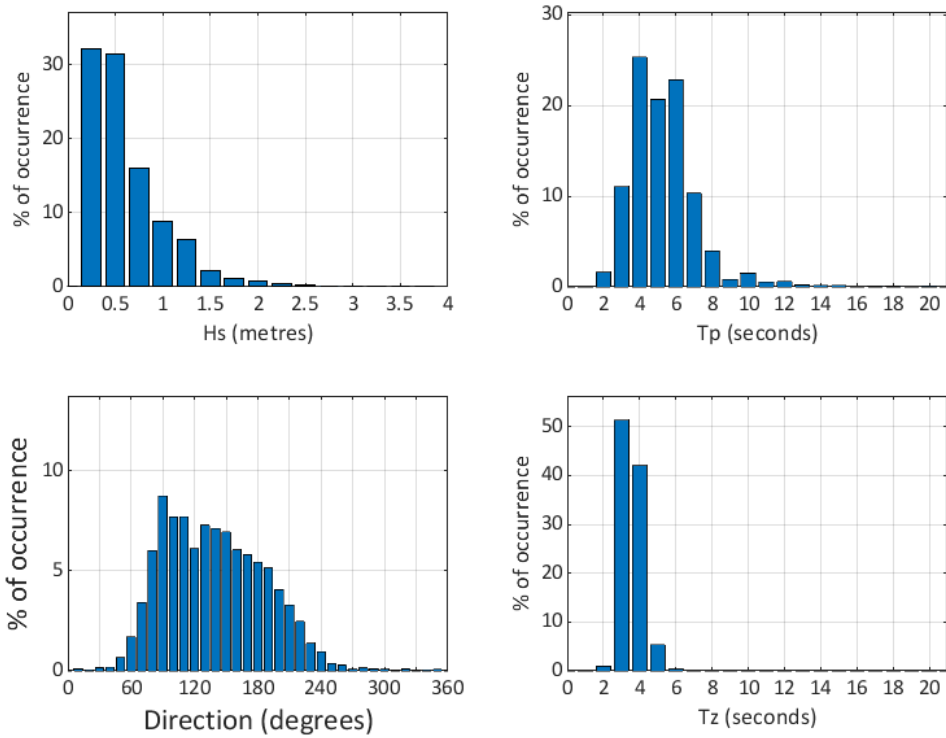 % of occurrence
30
20
10
0
0 0.5 1 1.5 2 2.5 3 3.5 4
Hs (metres)
% of occurrence
30
20
10
0
0 2 4 6 8 10 12 14 16 18 20
Tp (seconds)
% of occurrence
10
5
0
0 60 120 180 240 300 360
Direction (degrees)
% of occurrence
50
40
30
20
10
0
0 2 4 6 8 10 12 14 16 18 20
Tz (seconds)